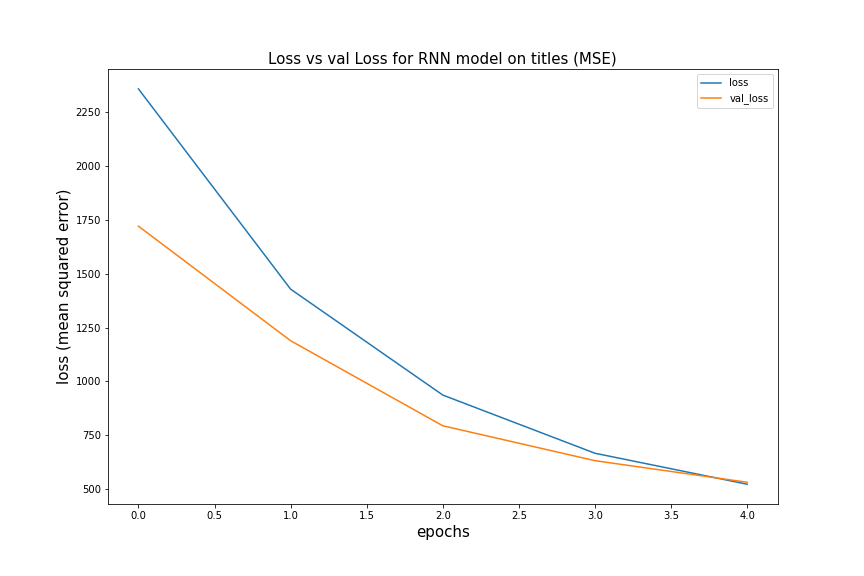 Loss vs val Loss for RNN model on titles (MSE)
loss
val_loss
2250
2000
1750
1500
1250
1000
750
500
loss (mean squared error)
0.0 0.5 1.0 1.5 2.0 2.5 3.0 3.5 4.0
epochs